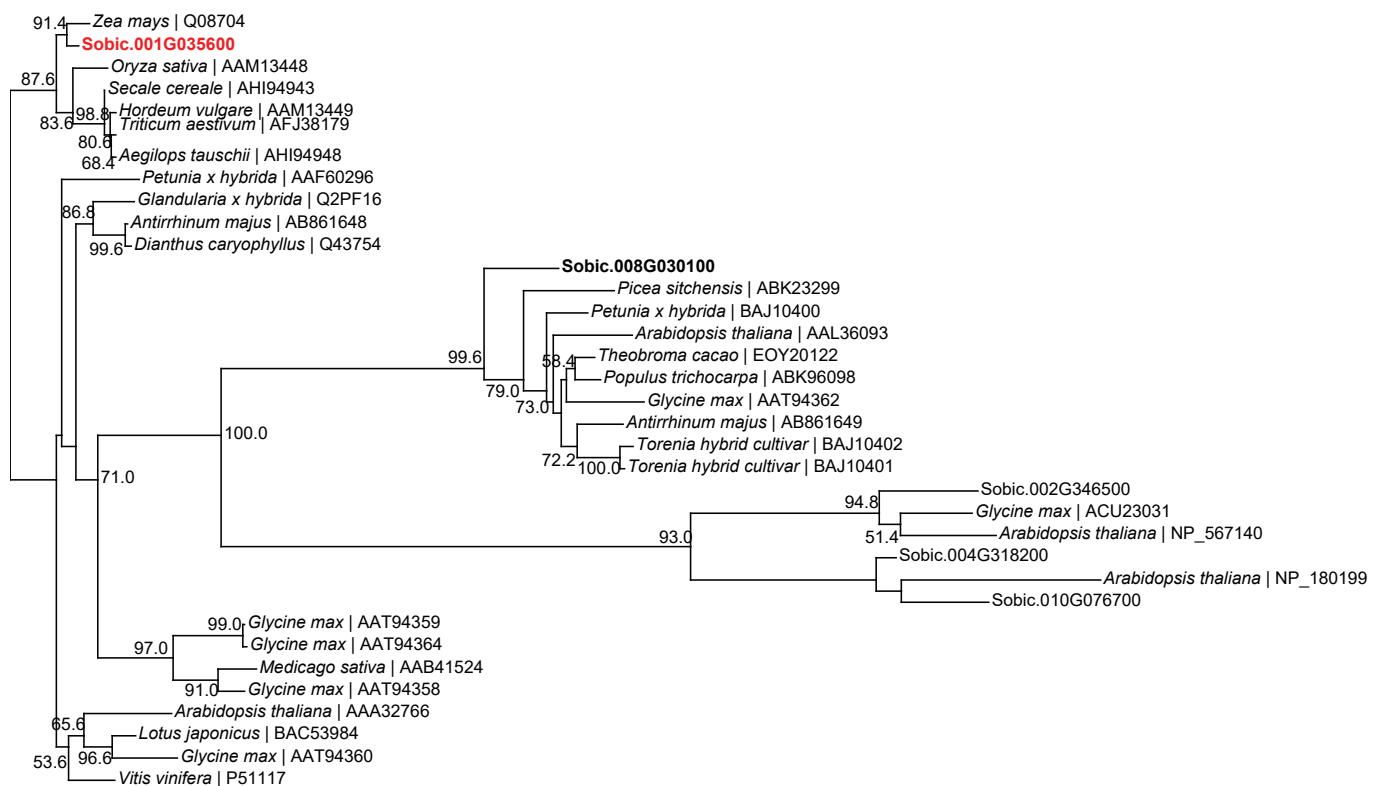 91.4 Zea mays | Q08704
Sobic.001G035600
Oryza sativa | AAM13448
87.6
Secale cereale | AHI94943
98.8 Hordeum vulgare | AAM13449
83.6 Triticum aestivum | AFJ38179
80.6
Aegilops tauschii | AHI94948
68.4
Petunia x hybrida | AAF60296
Glandularia x hybrida | Q2PF16
86.8
Antirrhinum majus | AB861648
99.6 Dianthus caryophyllus | Q43754
Sobic.008G030100
Picea sitchensis | ABK23299
Petunia x hybrida | BAJ10400
Arabidopsis thaliana | AAL36093
99.6 58.4 Theobroma cacao | EOY20122
Populus trichocarpa | ABK96098
79.0
Glycine max | AAT94362
73.0
Antirrhinum majus | AB861649
100.0
Torenia hybrid cultivar | BAJ10402
72.2 100.0 Torenia hybrid cultivar | BAJ10401
71.0
Sobic.002G346500
94.8
Glycine max | ACU23031
93.0 51.4 Arabidopsis thaliana | NP_567140
Sobic.004G318200
Arabidopsis thaliana | NP_180199
Sobic.010G076700
99.0 Glycine max | AAT94359
97.0 Glycine max | AAT94364
Medicago sativa | AAB41524
91.0 Glycine max | AAT94358
Arabidopsis thaliana | AAA32766
65.6
Lotus japonicus | BAC53984
53.6 96.6 Glycine max | AAT94360
Vitis vinifera | P51117